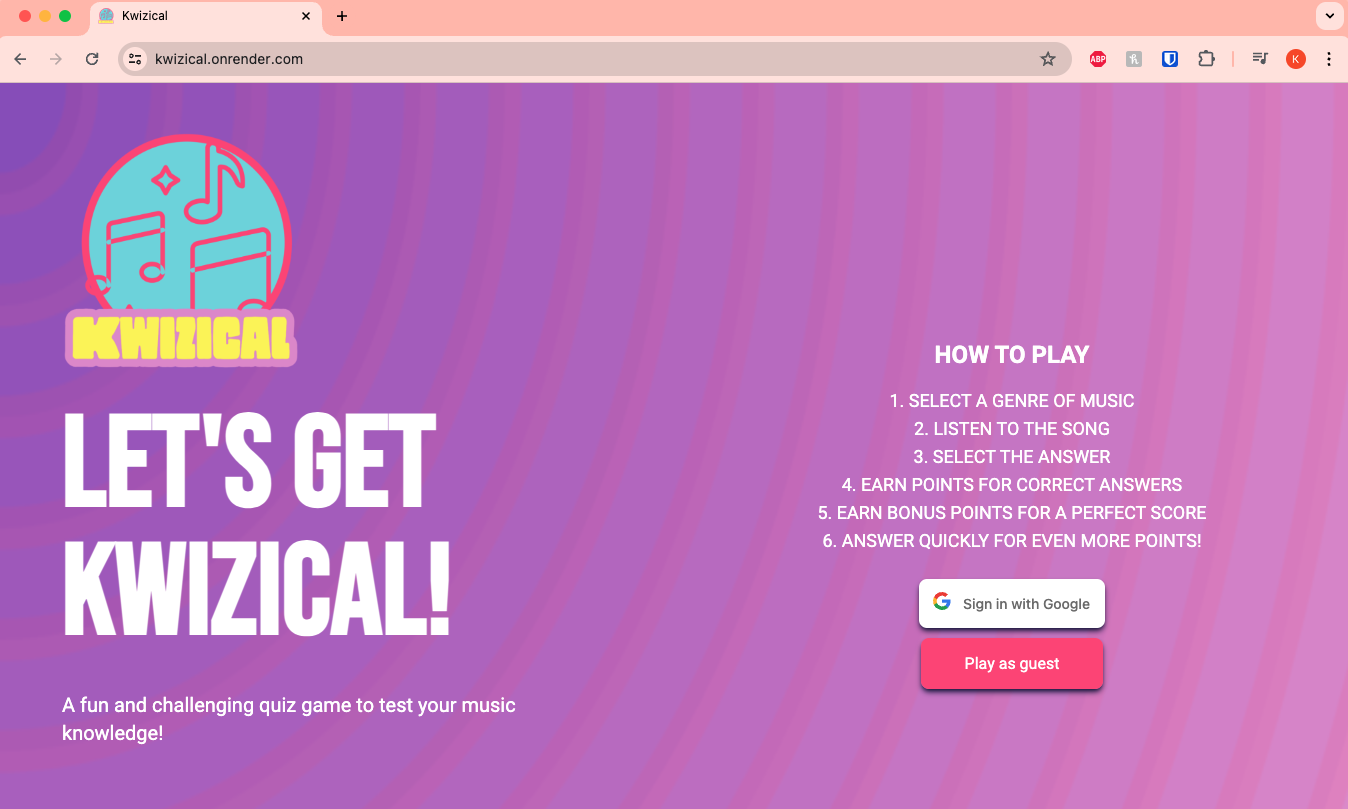 Kwizical
kwizical.onrender.com
ABP
K
KWIZICAL
LET'S GET
KWIZICAL!
A fun and challenging quiz game to test your music
knowledge!
HOW TO PLAY
1. SELECT A GENRE OF MUSIC
2. LISTEN TO THE SONG
3. SELECT THE ANSWER
4. EARN POINTS FOR CORRECT ANSWERS
5. EARN BONUS POINTS FOR A PERFECT SCORE
6. ANSWER QUICKLY FOR EVEN MORE POINTS!
Sign in with Google
Play as guest